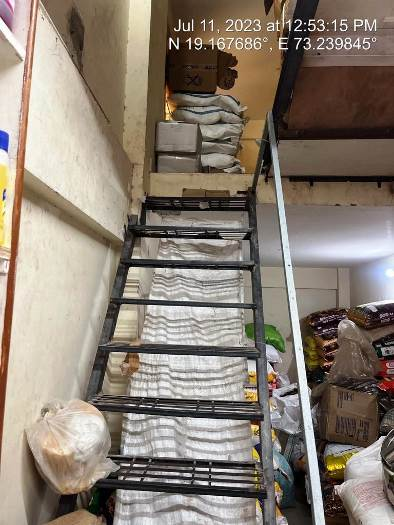 Jul 11, 2023 at 12:53:15 PM
N 19.167686°, E 73.239845°